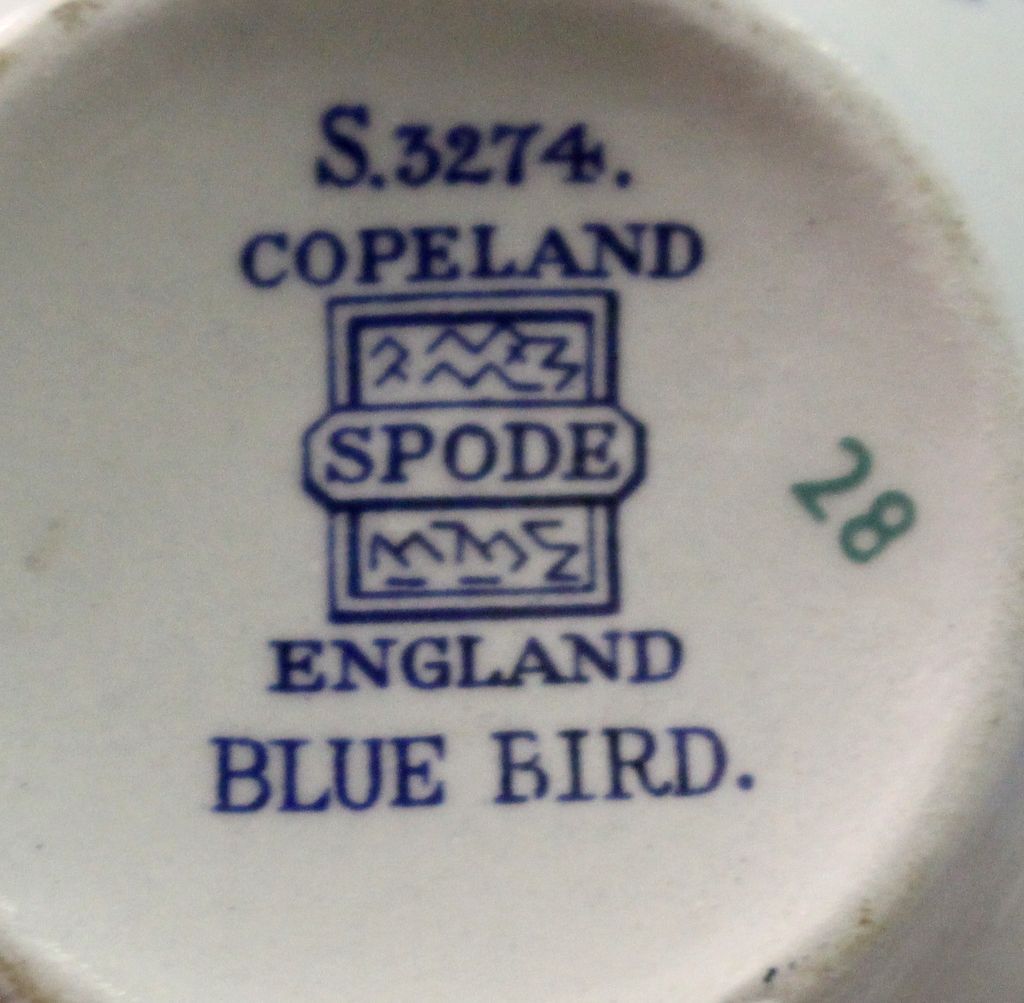 S.3274.
COPELAND
SPODE
28
ENGLAND
BLUE BIRD.